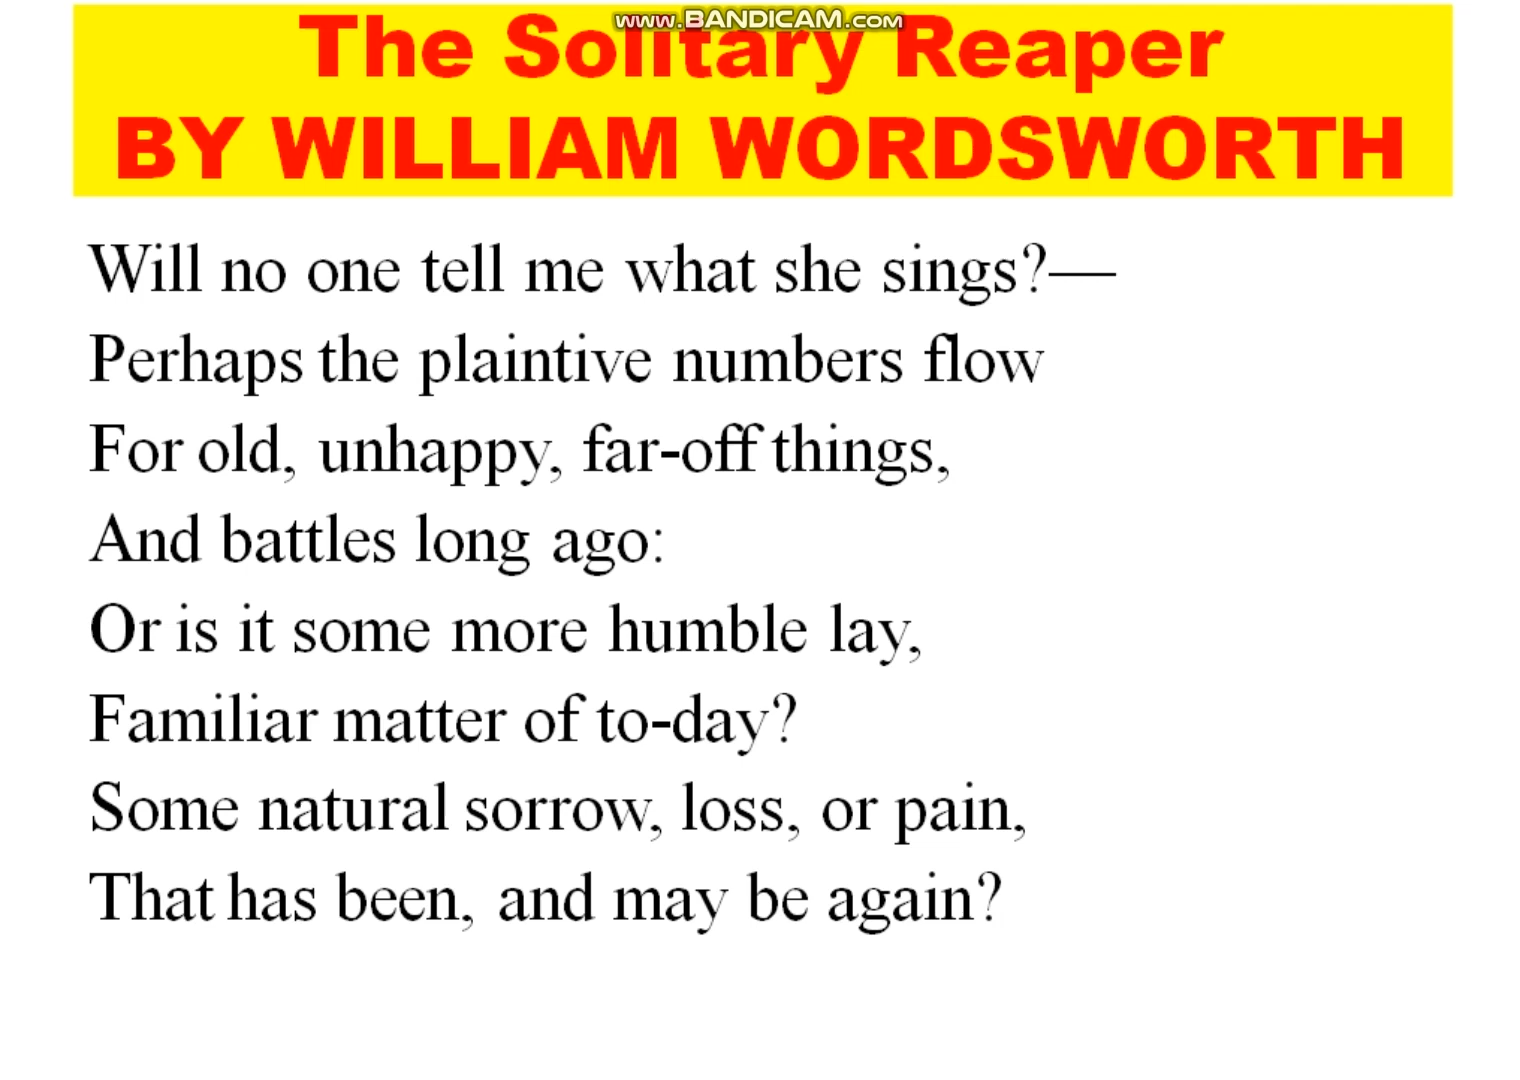 www.BANDICAM.com
The Solitary Reaper
BY WILLIAM WORDSWORTH
Will no one tell me what she sings?—
Perhaps the plaintive numbers flow
For old, unhappy, far-off things,
And battles long ago:
Or is it some more humble lay,
Familiar matter of to-day?
Some natural sorrow, loss, or pain,
That has been, and may be again?